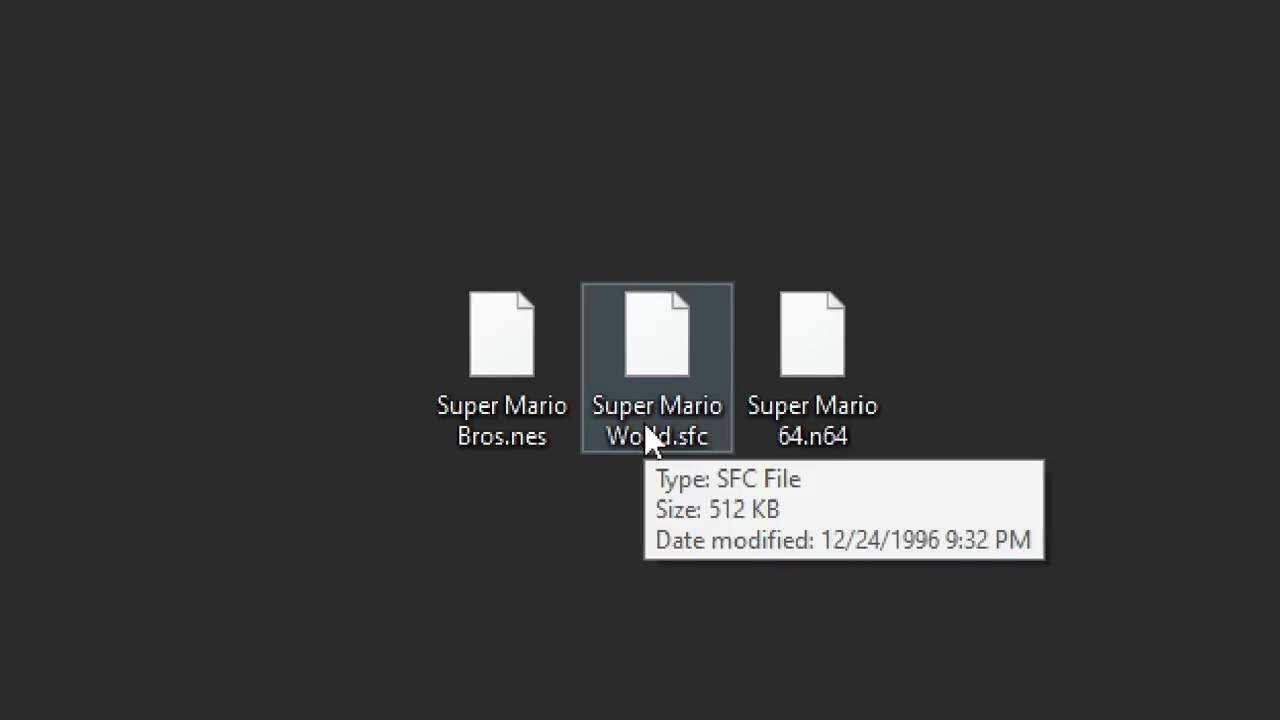 Super Mario
Bros.nes
Super Mario
World.sfc
Super Mario
64.n64
Type: SFC File
Size: 512 KB
Date modified: 12/24/1996 9:32 PM